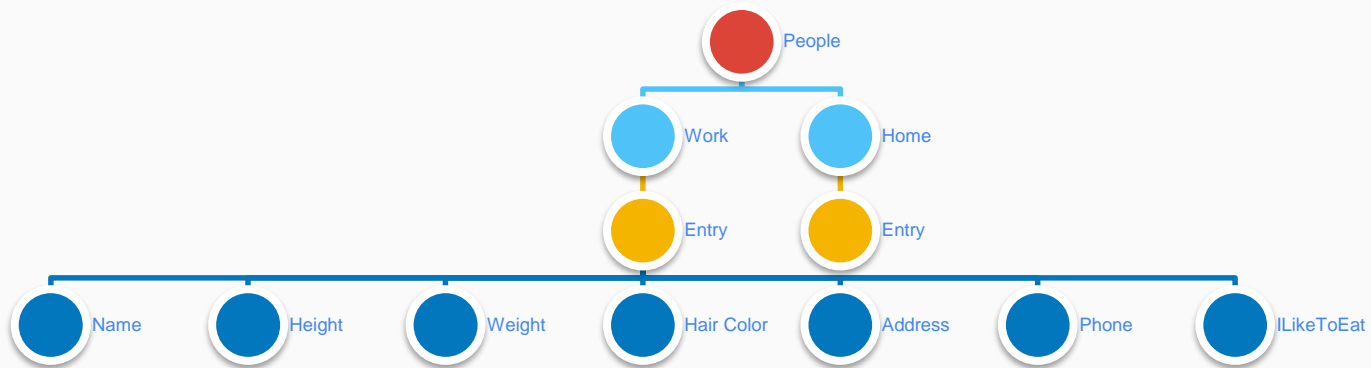 People
Work
Home
Entry
Entry
Name
Height
Weight
Hair Color
Address
Phone
ILikeToEat